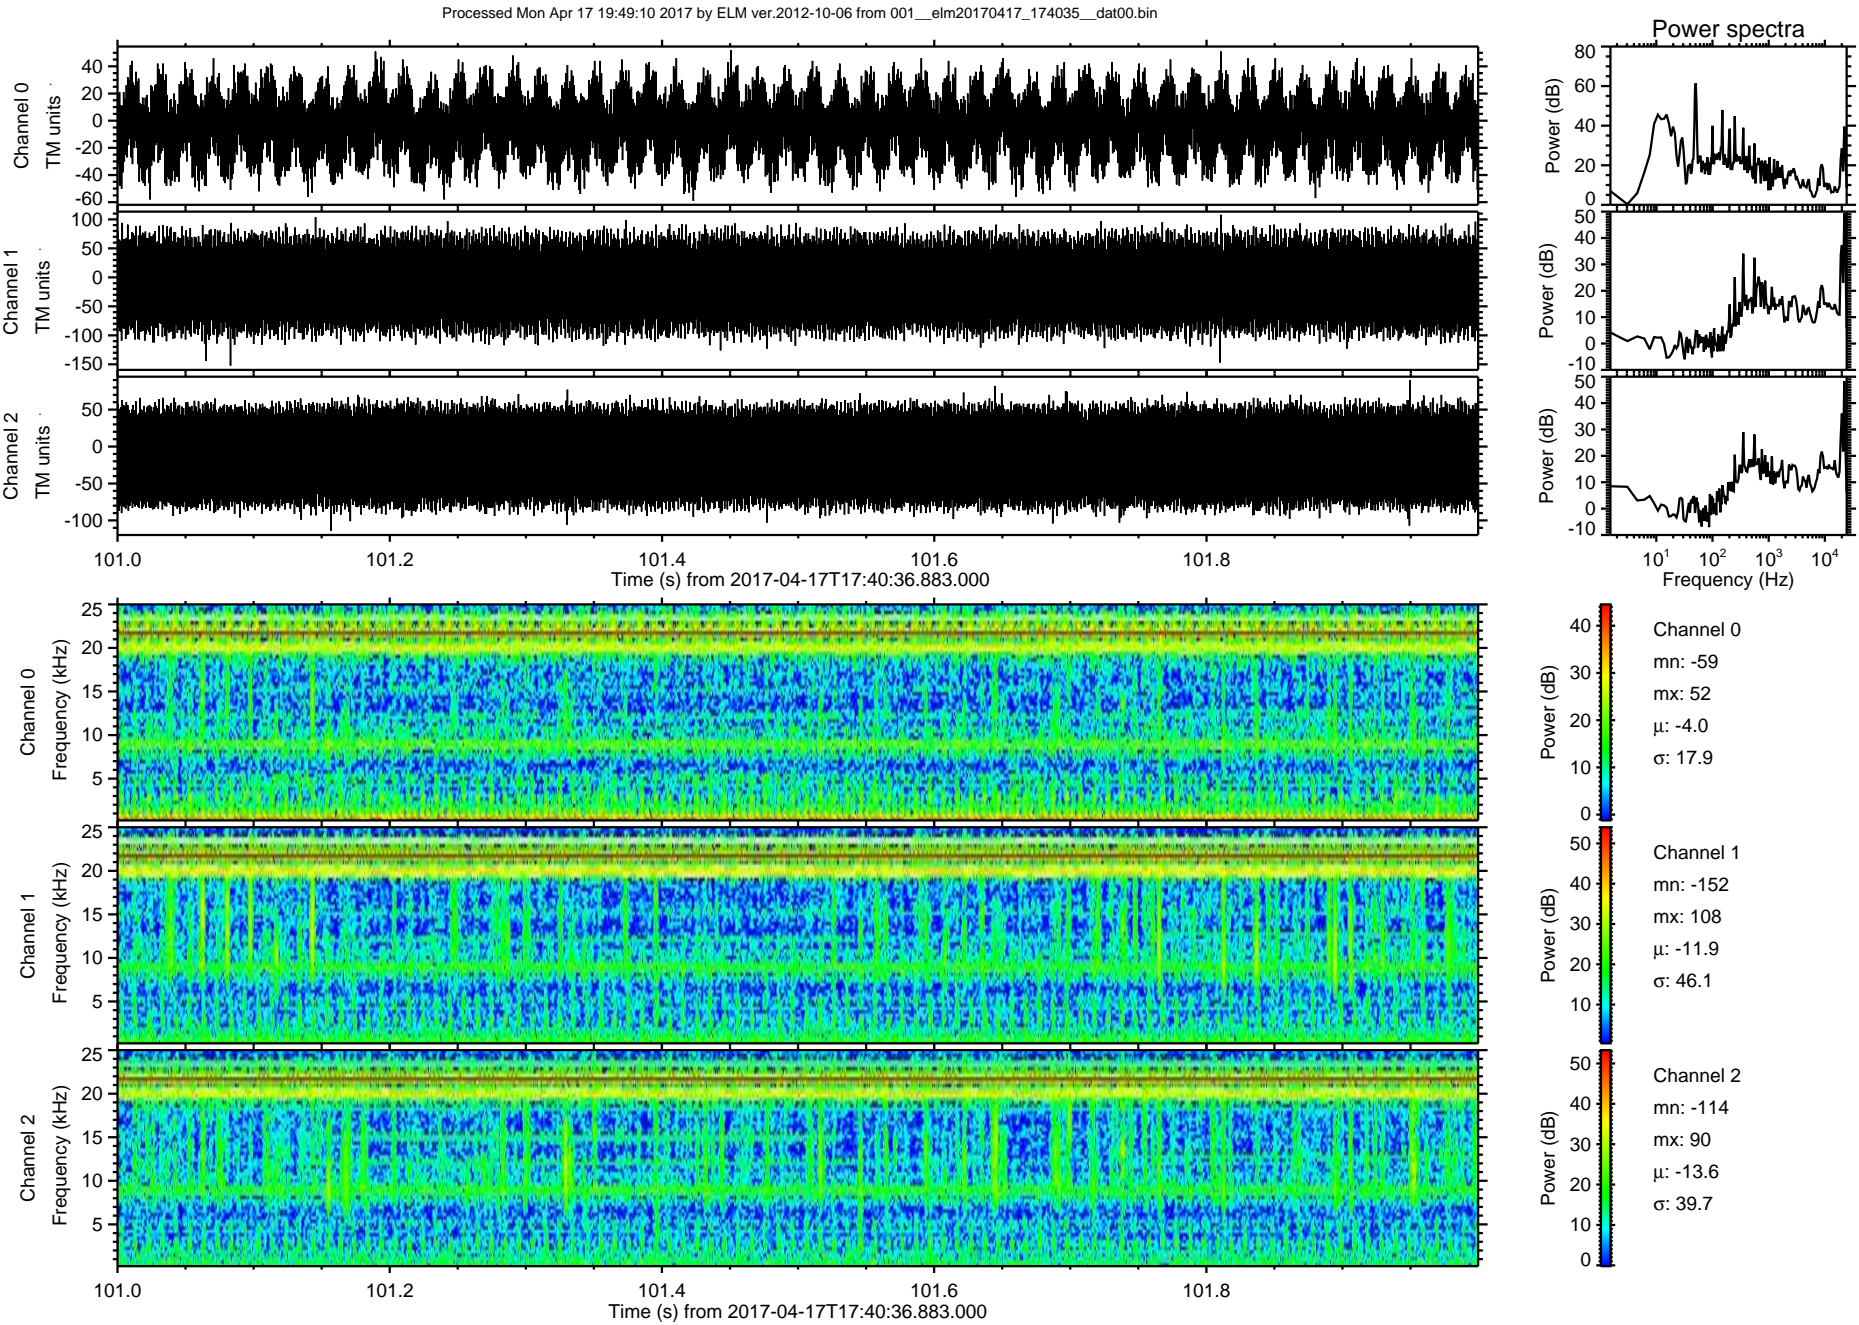 Processed Mon Apr 17 19:49:10 2017 by ELM ver.2012-10-06 from 001__elm20170417_174035__dat00.bin
Power spectra
Channel 0
TM units
40
20
0
-20
-40
-60
Power (dB)
80
60
40
20
0
Channel 1
TM units
100
50
0
-50
-100
-150
Power (dB)
50
40
30
20
10
0
-10
Channel 2
TM units
50
0
-50
-100
Power (dB)
50
40
30
20
10
0
-10
101.0 101.2 101.4 101.6 101.8
Time (s) from 2017-04-17T17:40:36.883.000
10¹ 10² 10³ 10⁴
Frequency (Hz)
Channel 0
Frequency (kHz)
25
20
15
10
5
Power (dB)
40
30
20
10
0
Channel 0
mn: -59
mx: 52
μ: -4.0
σ: 17.9
Channel 1
Frequency (kHz)
25
20
15
10
5
Power (dB)
50
40
30
20
10
Channel 1
mn: -152
mx: 108
μ: -11.9
σ: 46.1
Channel 2
Frequency (kHz)
25
20
15
10
5
Power (dB)
50
40
30
20
10
0
Channel 2
mn: -114
mx: 90
μ: -13.6
σ: 39.7
101.0 101.2 101.4 101.6 101.8
Time (s) from 2017-04-17T17:40:36.883.000